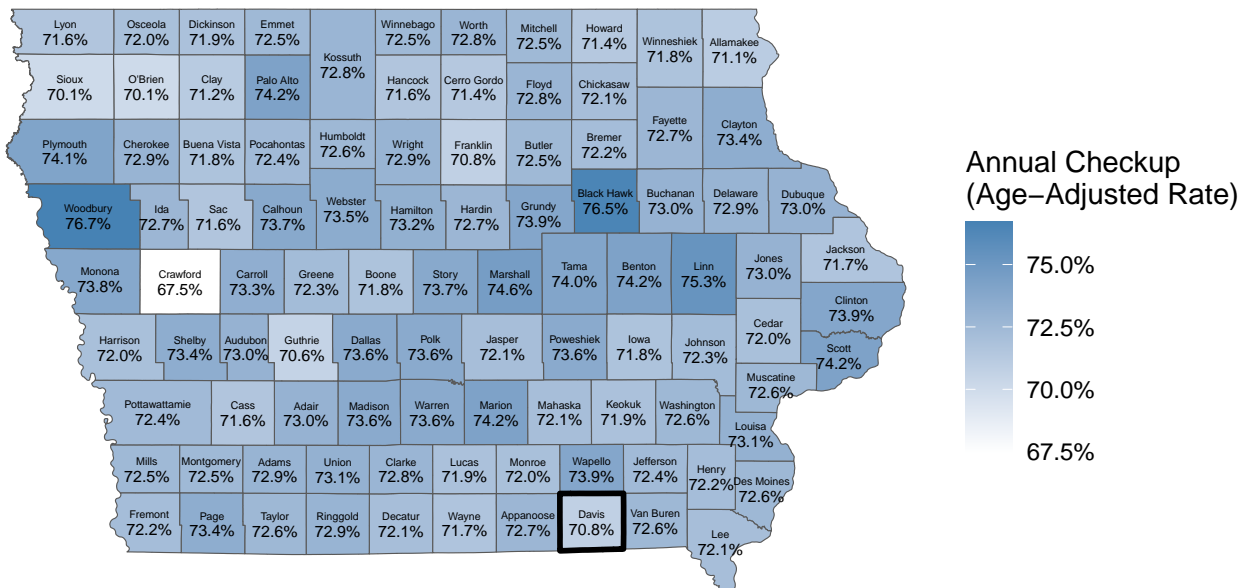 Lyon
71.6%
Osceola
72.0%
Dickinson
71.9%
Emmet
72.5%
Kossuth
72.8%
Winnebago
72.5%
Worth
72.8%
Mitchell
72.5%
Howard
71.4%
Winneshiek
71.8%
Allamakee
71.1%
Sioux
70.1%
O'Brien
70.1%
Clay
71.2%
Palo Alto
74.2%
Hancock
71.6%
Cerro Gordo
71.4%
Floyd
72.8%
Chickasaw
72.1%
Plymouth
74.1%
Cherokee
72.9%
Buena Vista
71.8%
Pocahontas
72.4%
Humboldt
72.6%
Wright
72.9%
Franklin
70.8%
Butler
72.5%
Bremer
72.2%
Fayette
72.7%
Clayton
73.4%
Woodbury
76.7%
Ida
72.7%
Sac
71.6%
Calhoun
73.7%
Webster
73.5%
Hamilton
73.2%
Hardin
72.7%
Grundy
73.9%
Black Hawk
76.5%
Buchanan
73.0%
Delaware
72.9%
Dubuque
73.0%
Monona
73.8%
Crawford
67.5%
Carroll
73.3%
Greene
72.3%
Boone
71.8%
Story
73.7%
Marshall
74.6%
Tama
74.0%
Benton
74.2%
Linn
75.3%
Jones
73.0%
Jackson
71.7%
Clinton
73.9%
Harrison
72.0%
Shelby
73.4%
Audubon
73.0%
Guthrie
70.6%
Dallas
73.6%
Polk
73.6%
Jasper
72.1%
Poweshiek
73.6%
Iowa
71.8%
Johnson
72.3%
Cedar
72.0%
Scott
74.2%
Muscatine
72.6%
Pottawattamie
72.4%
Cass
71.6%
Adair
73.0%
Madison
73.6%
Warren
73.6%
Marion
74.2%
Mahaska
72.1%
Keokuk
71.9%
Washington
72.6%
Louisa
73.1%
Mills
72.5%
Montgomery
72.5%
Adams
72.9%
Union
73.1%
Clarke
72.8%
Lucas
71.9%
Monroe
72.0%
Wapello
73.9%
Jefferson
72.4%
Henry
72.2%
Des Moines
72.6%
Fremont
72.2%
Page
73.4%
Taylor
72.6%
Ringgold
72.9%
Decatur
72.1%
Wayne
71.7%
Appanoose
72.7%
Davis
70.8%
Van Buren
72.6%
Lee
72.1%
Annual Checkup
(Age−Adjusted Rate)
75.0%
72.5%
70.0%
67.5%